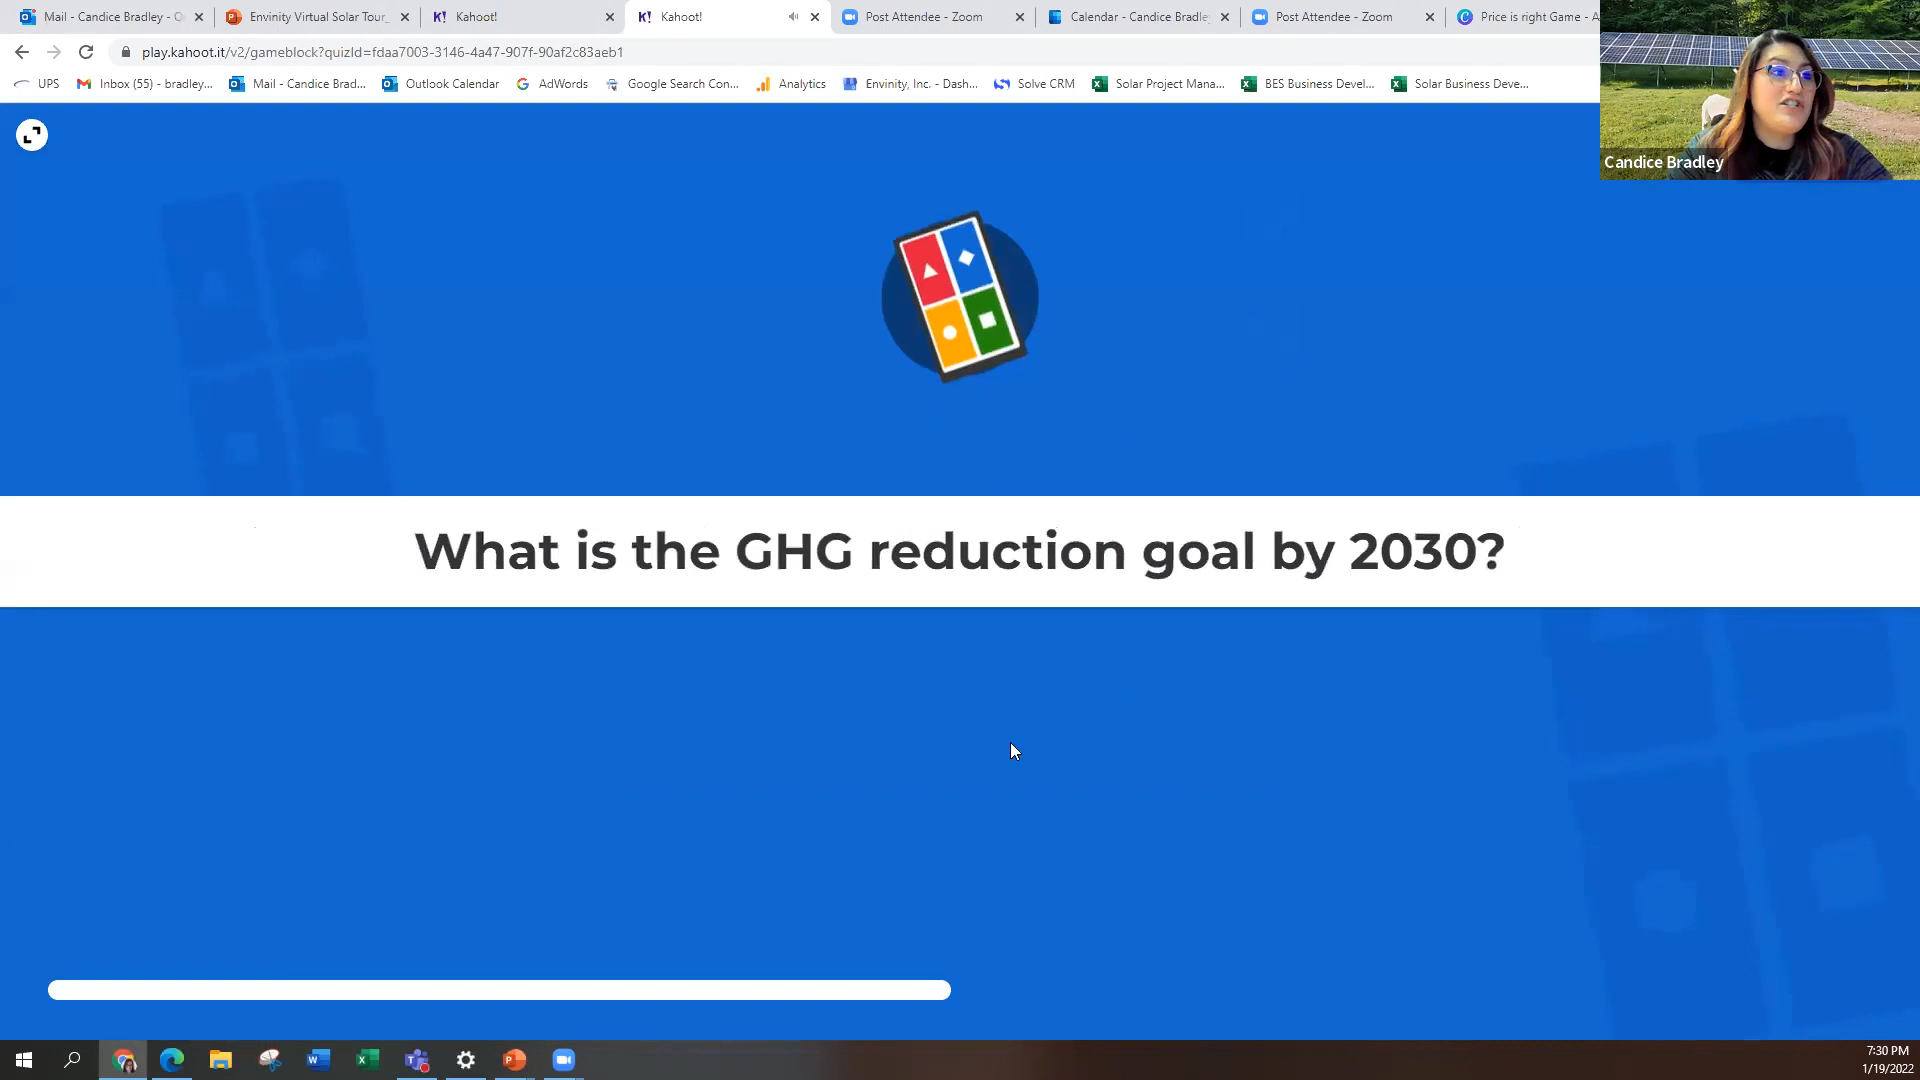 Mail - Candice Bradley - O
Envinity Virtual Solar Tour_
K! Kahoot!
K! Kahoot!
Post Attendee - Zoom
Calendar - Candice Bradle
Post Attendee - Zoom
Price is right Game - A
play.kahoot.it/v2/gameblock?quizId=fdaa7003-3146-4a47-907f-90af2c83aeb1
UPS
Inbox (55) - bradley...
Mail - Candice Brad...
Outlook Calendar
AdWords
Google Search Con...
Analytics
Envinity, Inc. - Dash...
Solve CRM
Solar Project Mana...
BES Business Devel...
Solar Business Deve...
Candice Bradley
What is the GHG reduction goal by 2030?
7:30 PM
1/19/2022